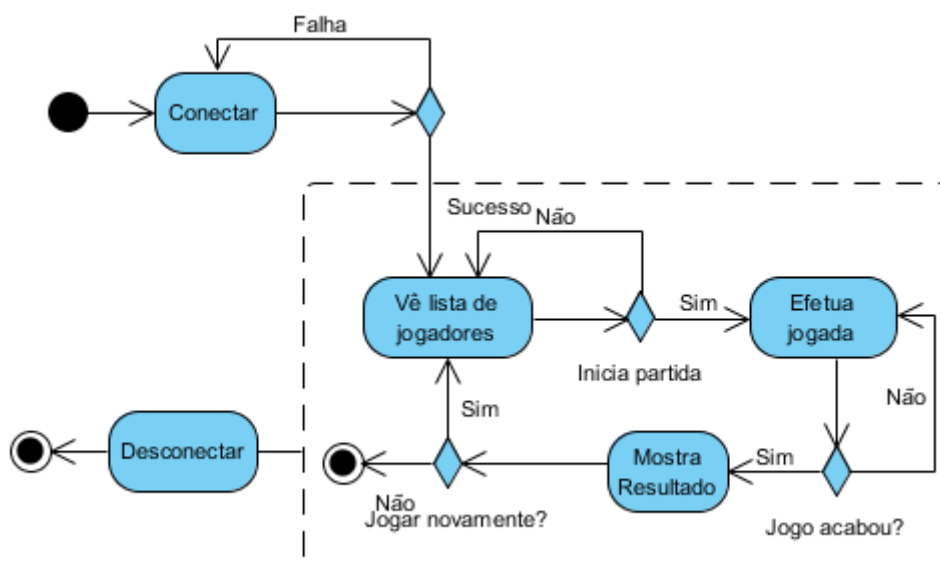 Falha
Conectar
Sucesso
Não
Vê lista de
jogadores
Sim
Efetua
jogada
Inicia partida
Não
Sim
Desconectar
Mostra
Resultado
Sim
Não
Jogar novamente?
Jogo acabou?